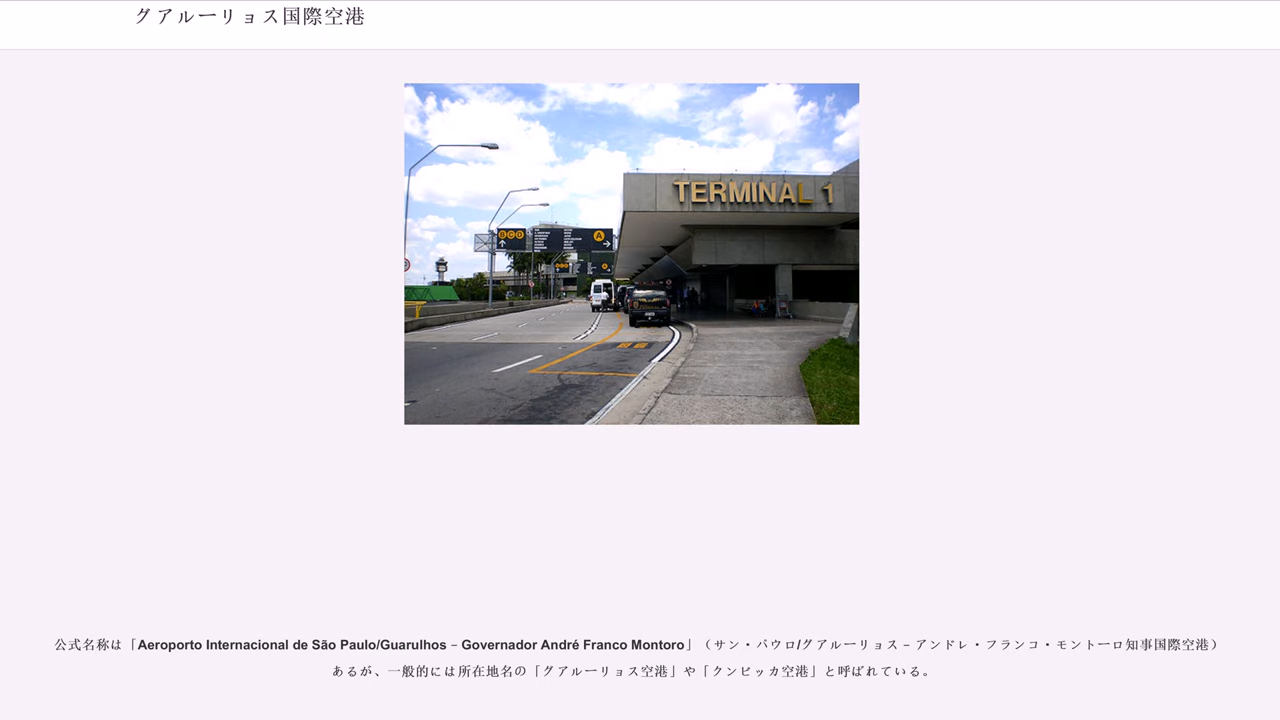 グアルーリョス国際空港
TERMINAL 1
BCD
A
公式名称は「Aeroporto Internacional de São Paulo/Guarulhos – Governador André Franco Montoro」（サン・パウロ/グアルーリョス – アンドレ・フランコ・モントーロ知事国際空港）
あるが、一般的には所在地名の「グアルーリョス空港」や「クンビッカ空港」と呼ばれている。